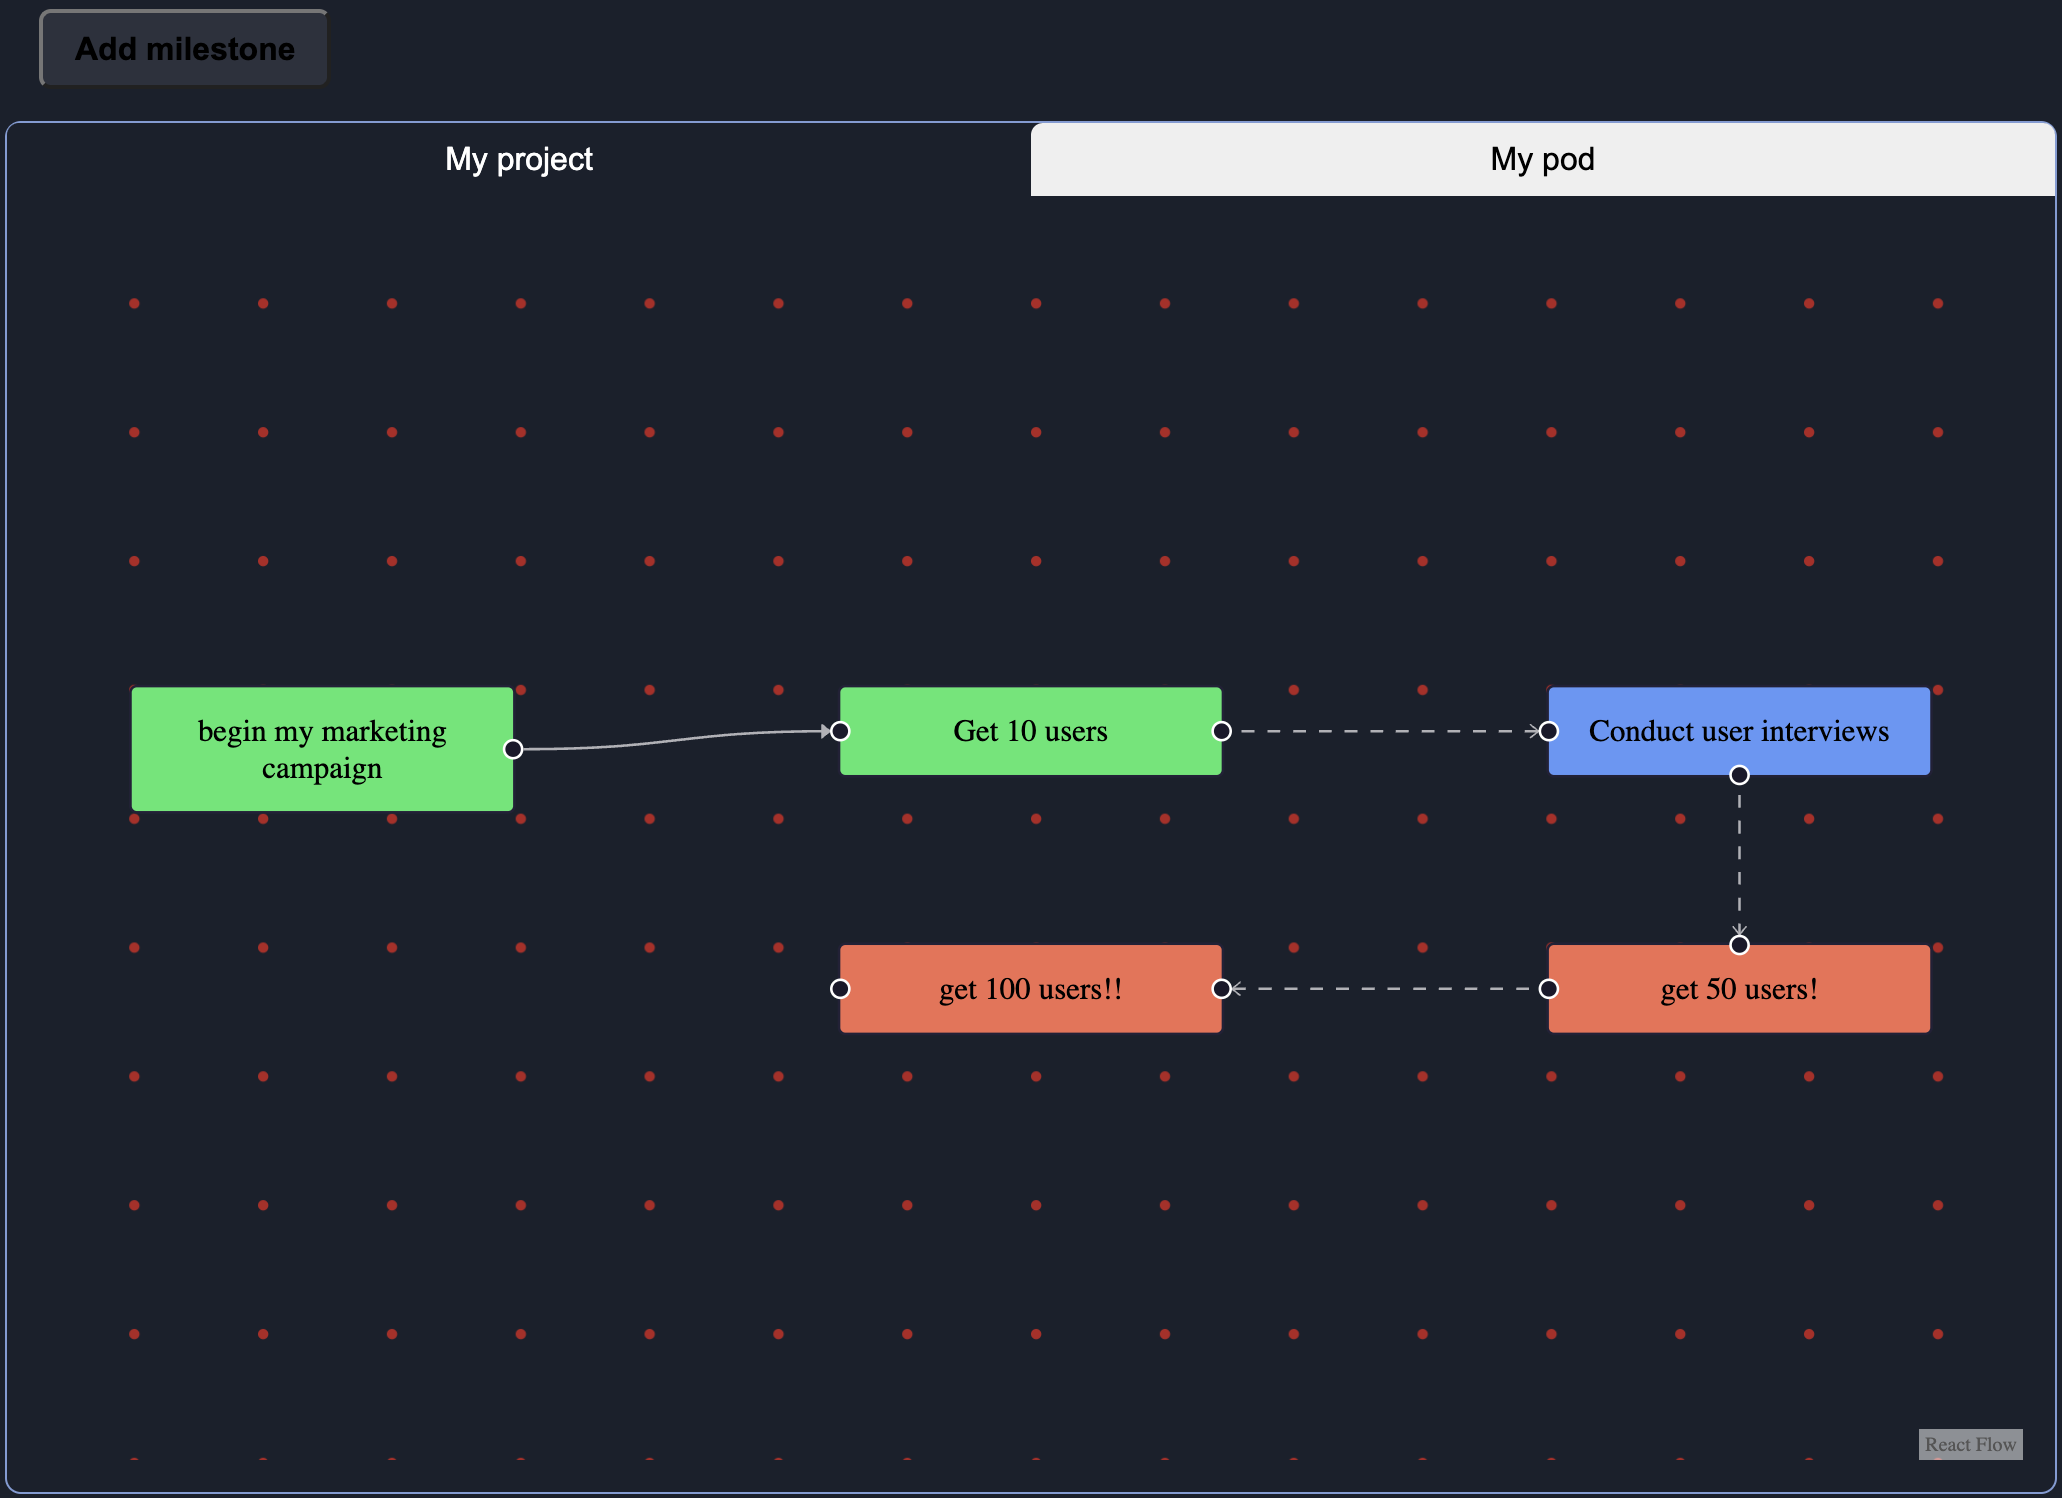 Add milestone
My project
My pod
begin my marketing
campaign
Get 10 users
Conduct user interviews
get 100 users!!
get 50 users!
React Flow